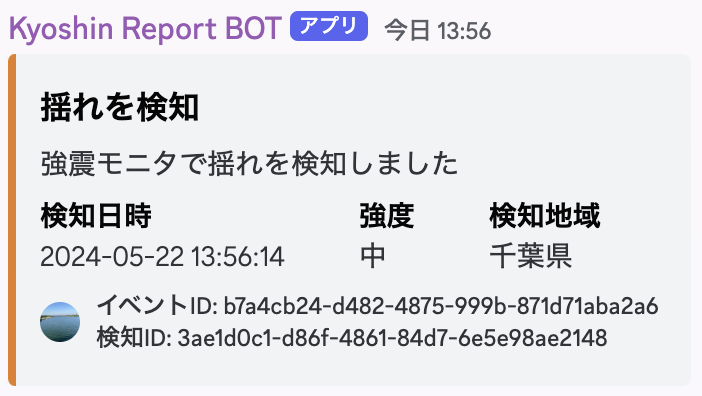 Kyoshin Report BOT アプリ 今日 13:56
揺れを検知
強震モニタで揺れを検知しました
検知日時 強度 検知地域
2024-05-22 13:56:14 中 千葉県
イベントID: b7a4cb24-d482-4875-999b-871d71aba2a6
検知ID: 3ae1d0c1-d86f-4861-84d7-6e5e98ae2148